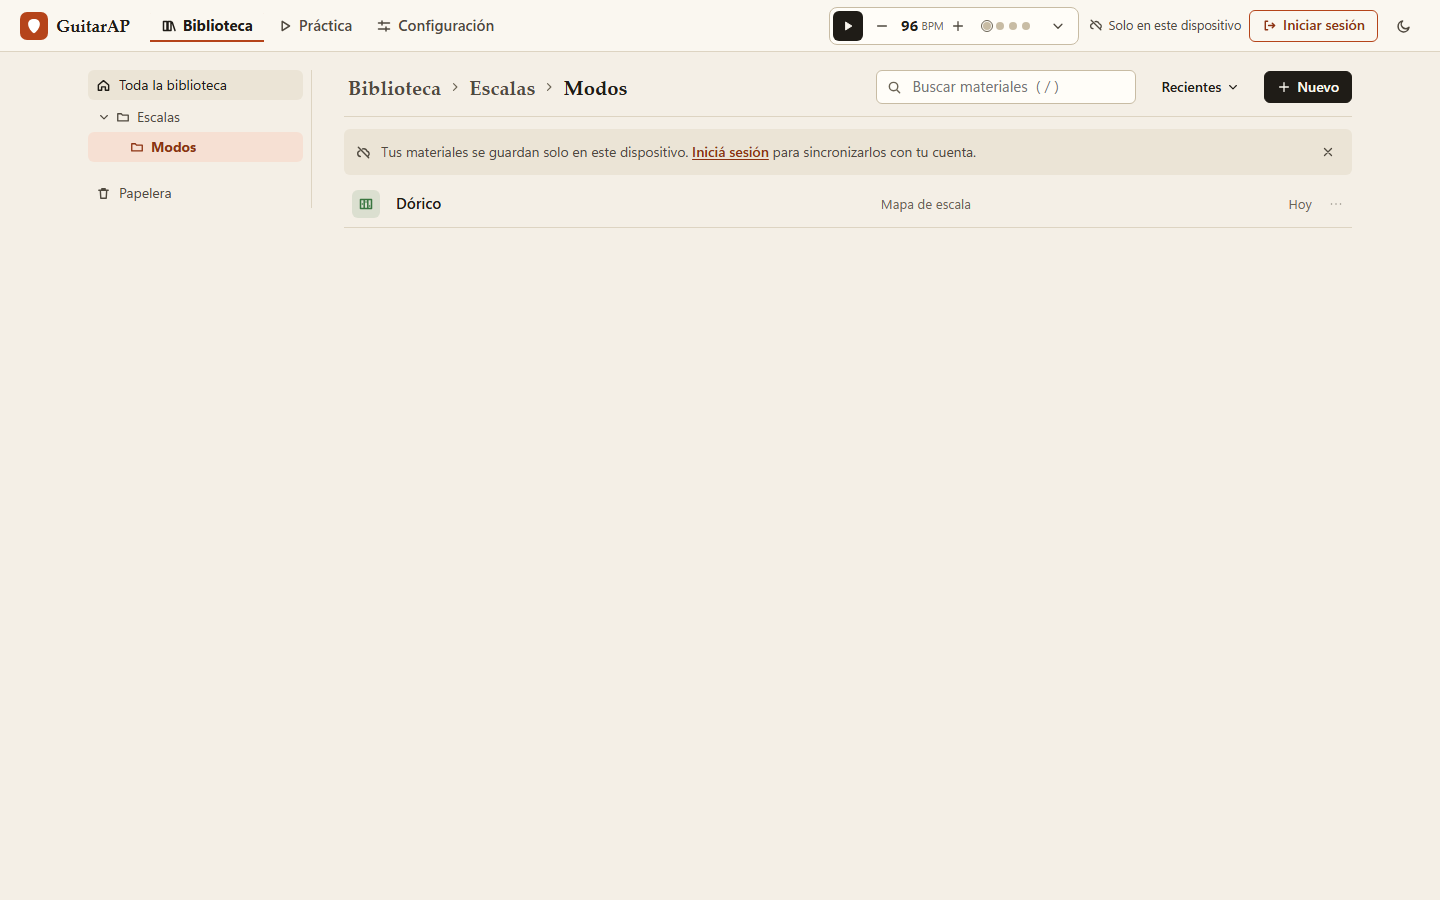 GuitarAP Biblioteca Práctica Configuración 96 BPM Solo en este dispositivo Iniciar sesión
Toda la biblioteca
Escalas
Modos
Papelera
Biblioteca > Escalas > Modos Buscar materiales ( / ) Recientes + Nuevo
Tus materiales se guardan solo en este dispositivo. Iniciá sesión para sincronizarlos con tu cuenta.
Dórico Mapa de escala Hoy ...